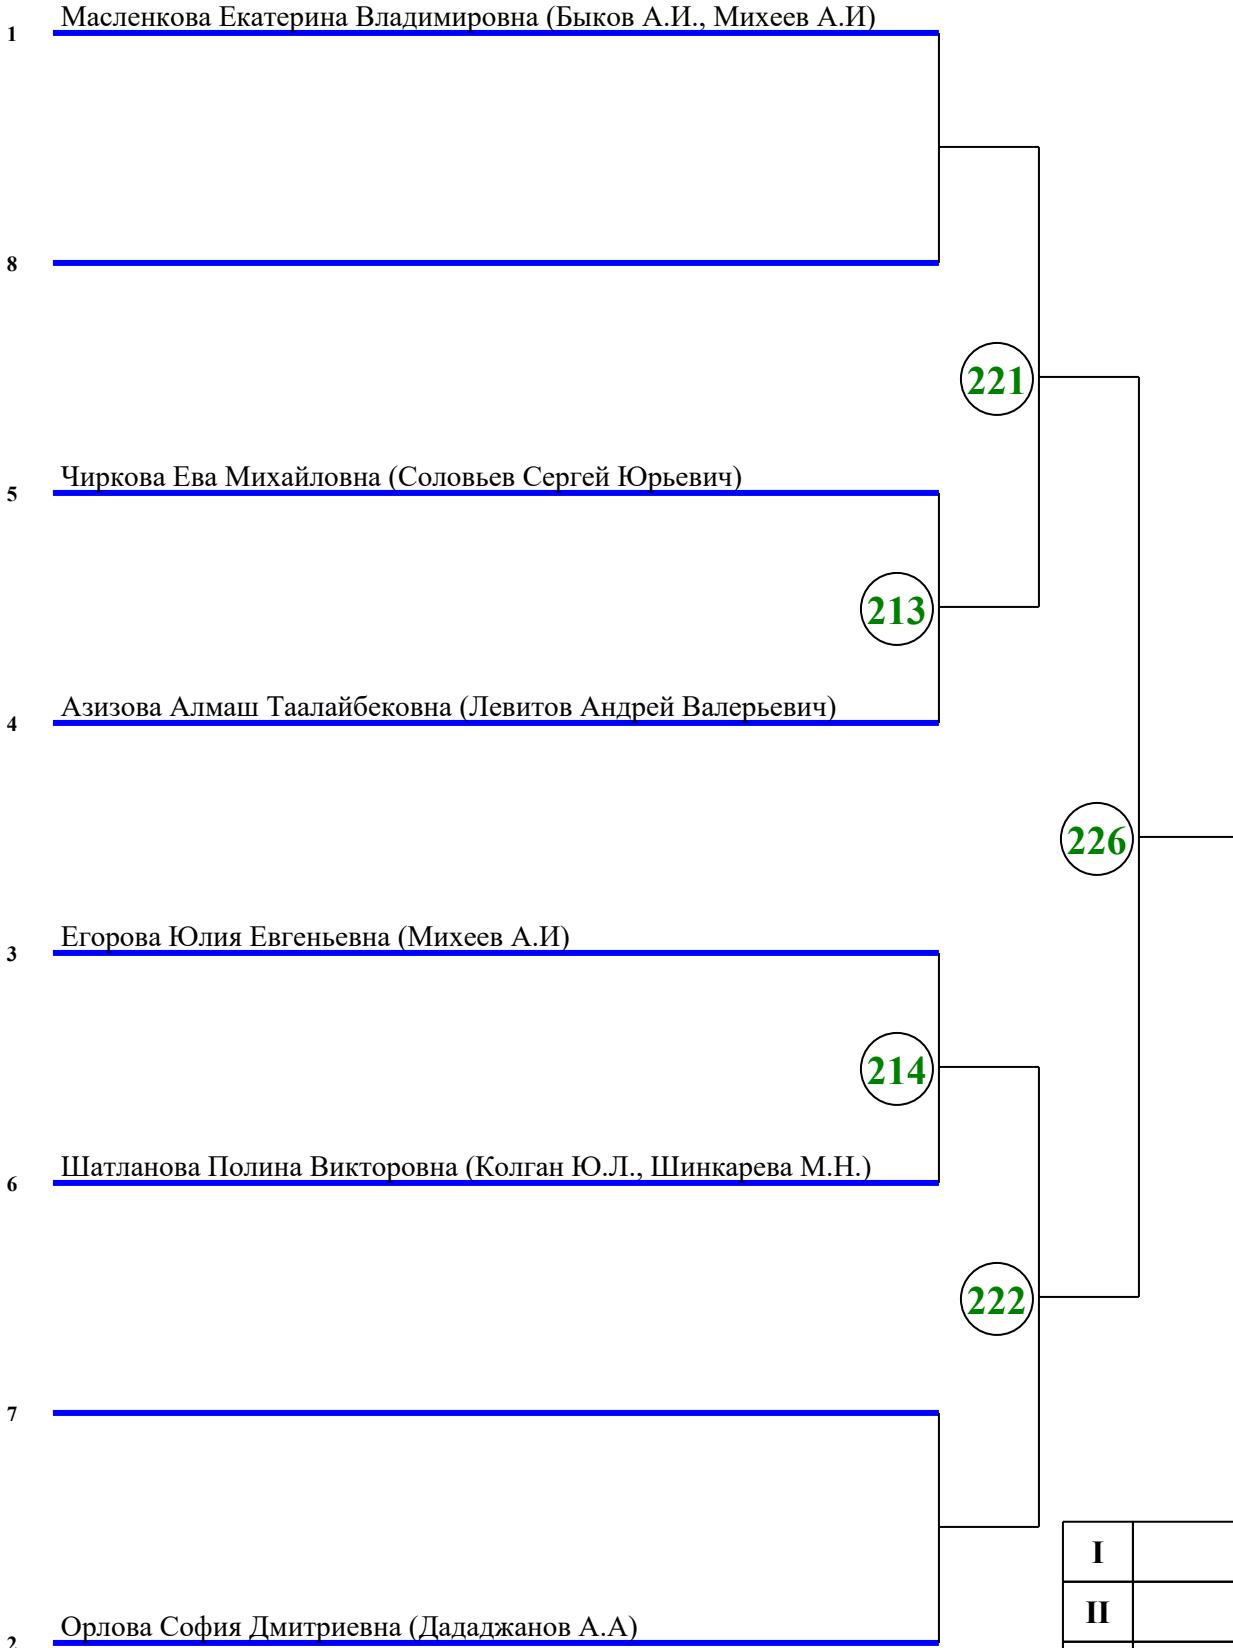 Масленкова Екатерина Владимировна (Быков А.И., Михеев А.И)
1
8
221
Чиркова Ева Михайловна (Соловьев Сергей Юрьевич)
5
213
Азизова Алмаш Таалайбековна (Левитов Андрей Валерьевич)
4
226
Егорова Юлия Евгеньевна (Михеев А.И)
3
214
Шатланова Полина Викторовна (Колган Ю.Л., Шинкарева М.Н.)
6
222
7
I
II
Орлова София Дмитриевна (Дададжанов А.А)
2